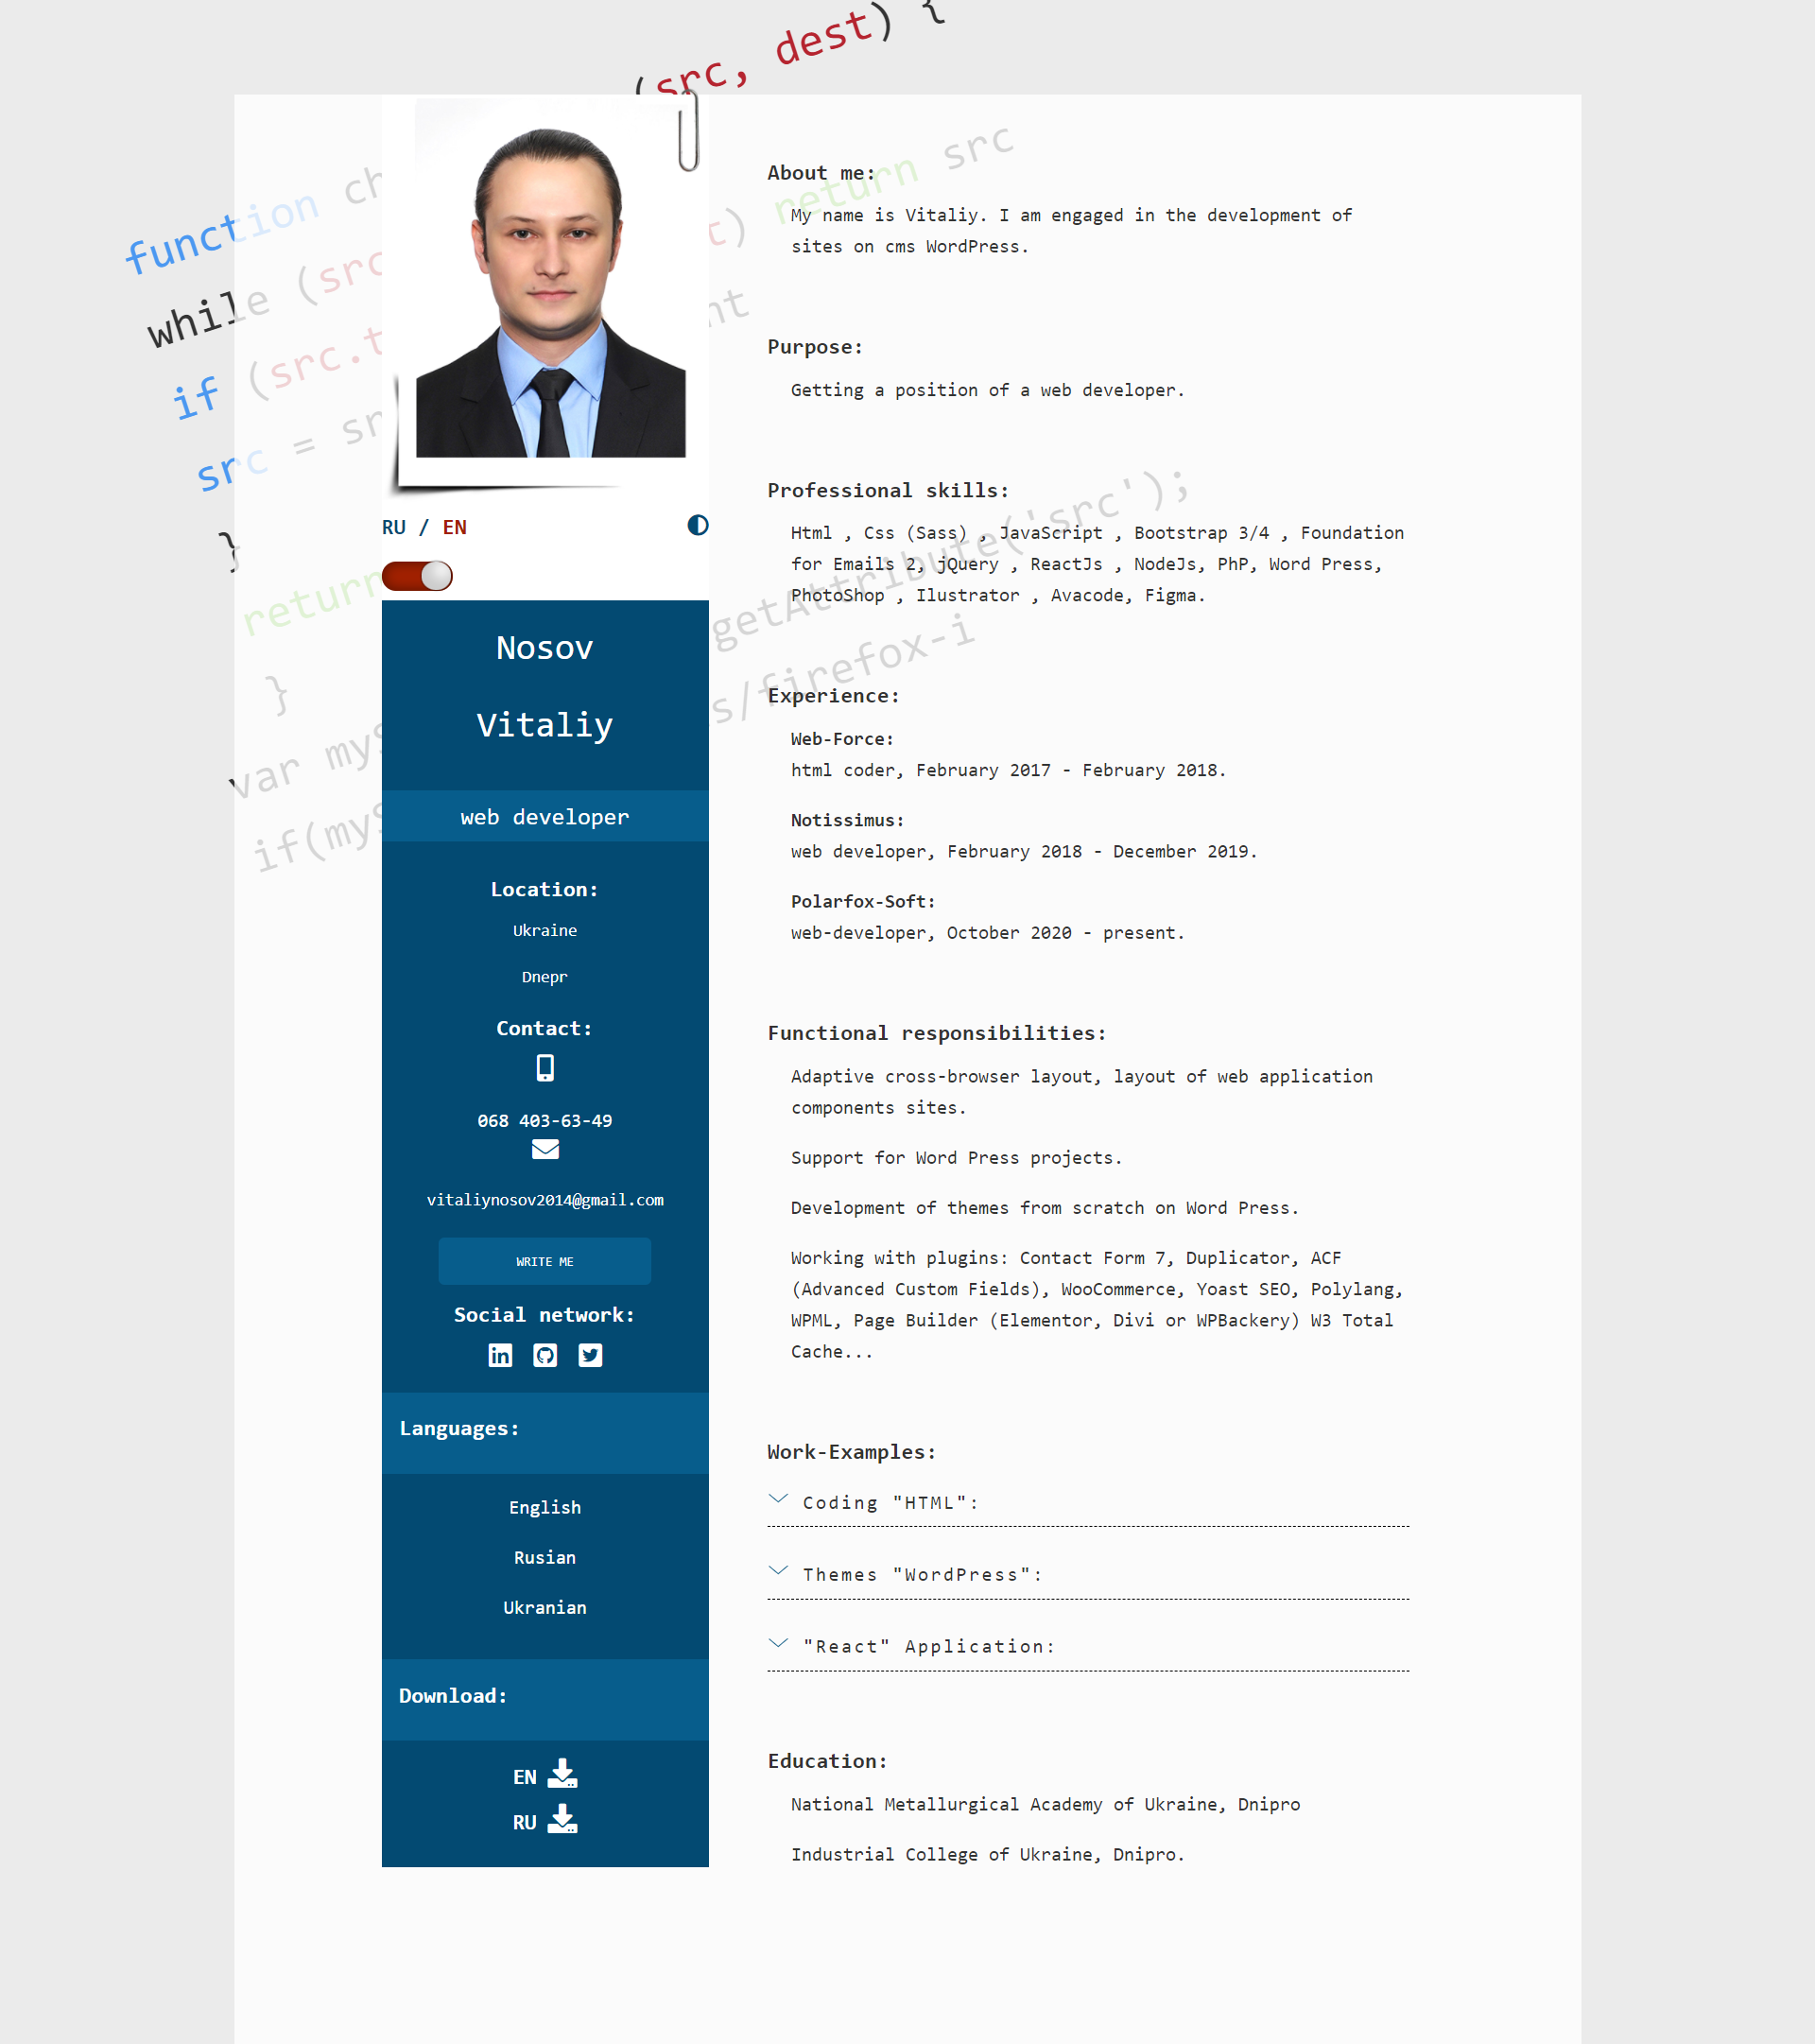 (src, dest) {
function ch
return src
while (src
t)
if (src.t
nt
src = sr
}
return
getAttribute('src');
}
s/firefox-i
var myS
if(myS
RU / EN
Nosov
Vitaliy
web developer
Location:
Ukraine
Dnepr
Contact:
068 403-63-49
vitaliynosov2014@gmail.com
WRITE ME
Social network:
in
Languages:
English
Rusian
Ukranian
Download:
EN
RU
About me:
My name is Vitaliy. I am engaged in the development of
sites on cms WordPress.
Purpose:
Getting a position of a web developer.
Professional skills:
Html , Css (Sass) , JavaScript , Bootstrap 3/4 , Foundation
for Emails 2, jQuery , ReactJs , NodeJs, PhP, Word Press,
PhotoShop , Ilustrator , Avacode, Figma.
Experience:
Web-Force:
html coder, February 2017 - February 2018.
Notissimus:
web developer, February 2018 - December 2019.
Polarfox-Soft:
web-developer, October 2020 - present.
Functional responsibilities:
Adaptive cross-browser layout, layout of web application
components sites.
Support for Word Press projects.
Development of themes from scratch on Word Press.
Working with plugins: Contact Form 7, Duplicator, ACF
(Advanced Custom Fields), WooCommerce, Yoast SEO, Polylang,
WPML, Page Builder (Elementor, Divi or WPBackery) W3 Total
Cache...
Work-Examples:
Coding "HTML":
Themes "WordPress":
"React" Application:
Education:
National Metallurgical Academy of Ukraine, Dnipro
Industrial College of Ukraine, Dnipro.